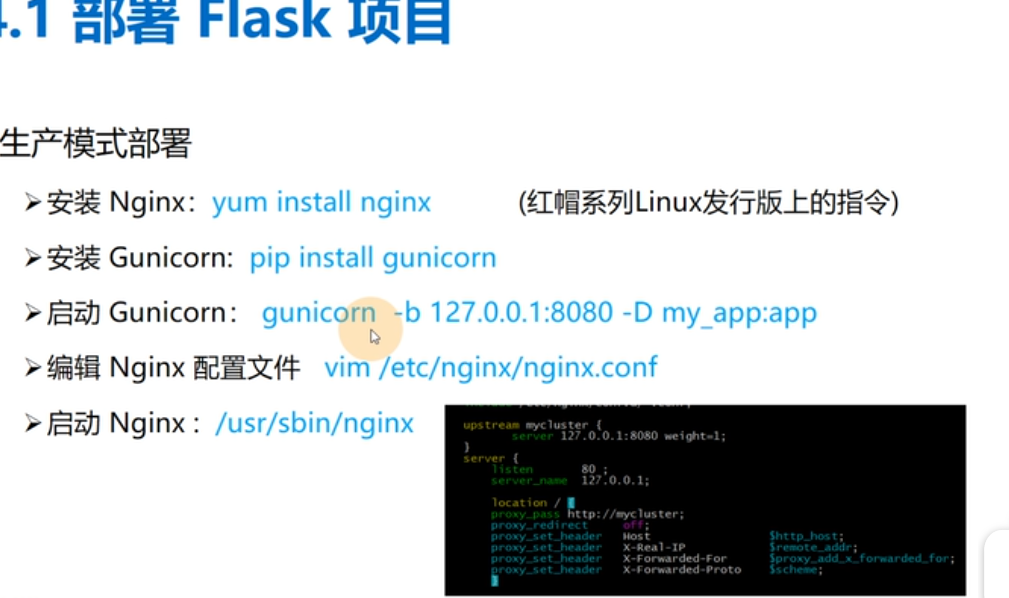 4.1 部署 Flask 项目
生产模式部署
➢安装 Nginx：yum install nginx (红帽系列Linux发行版上的指令)
➢安装 Gunicorn: pip install gunicorn
➢启动 Gunicorn： gunicorn -b 127.0.0.1:8080 -D my_app:app
➢编辑 Nginx 配置文件 vim /etc/nginx/nginx.conf
➢启动 Nginx： /usr/sbin/nginx
upstream mycluster {
server 127.0.0.1:8080 weight=1;
}
server {
listen 80 ;
server_name 127.0.0.1;
location / {
proxy_pass http://mycluster;
proxy_redirect off;
proxy_set_header Host $http_host;
proxy_set_header X-Real-IP $remote_addr;
proxy_set_header X-Forwarded-For $proxy_add_x_forwarded_for;
proxy_set_header X-Forwarded-Proto $scheme;
}